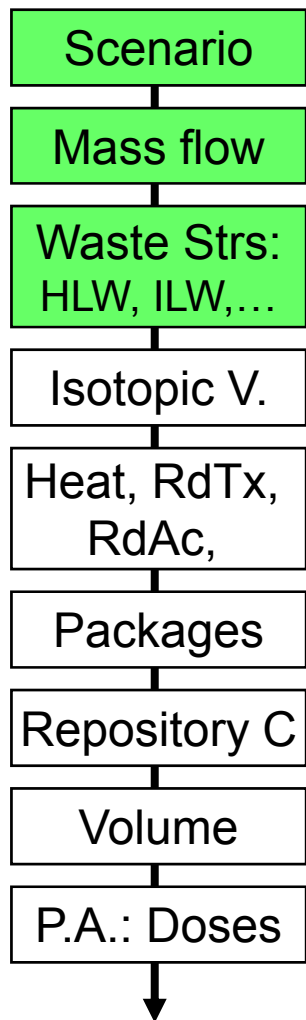 Scenario
Mass flow
Waste Strs:
HLW, ILW,…
Isotopic V.
Heat, RdTx,
RdAc,
Packages
Repository C
Volume
P.A.: Doses